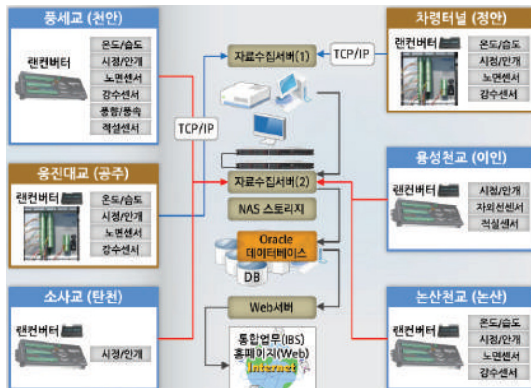 풍세교 (천안)
랜컨버터
온도/습도
시정/안개
노면센서
강수센서
풍향/풍속
적설센서
웅진대교 (공주)
랜컨버터
온도/습도
시정/안개
노면센서
강수센서
소사교 (탄천)
랜컨버터
시정/안개
TCP/IP
자료수집서버(1)
TCP/IP
자료수집서버(2)
NAS 스토리지
Oracle
데이터베이스
DB
Web서버
통합업무(IBS)
홈페이지(Web)
Internet
차령터널 (정안)
랜컨버터
온도/습도
시정/안개
노면센서
강수센서
용성천교 (이인)
랜컨버터
시정/안개
자외선센서
적설센서
논산천교 (논산)
랜컨버터
온도/습도
시정/안개
노면센서
강수센서